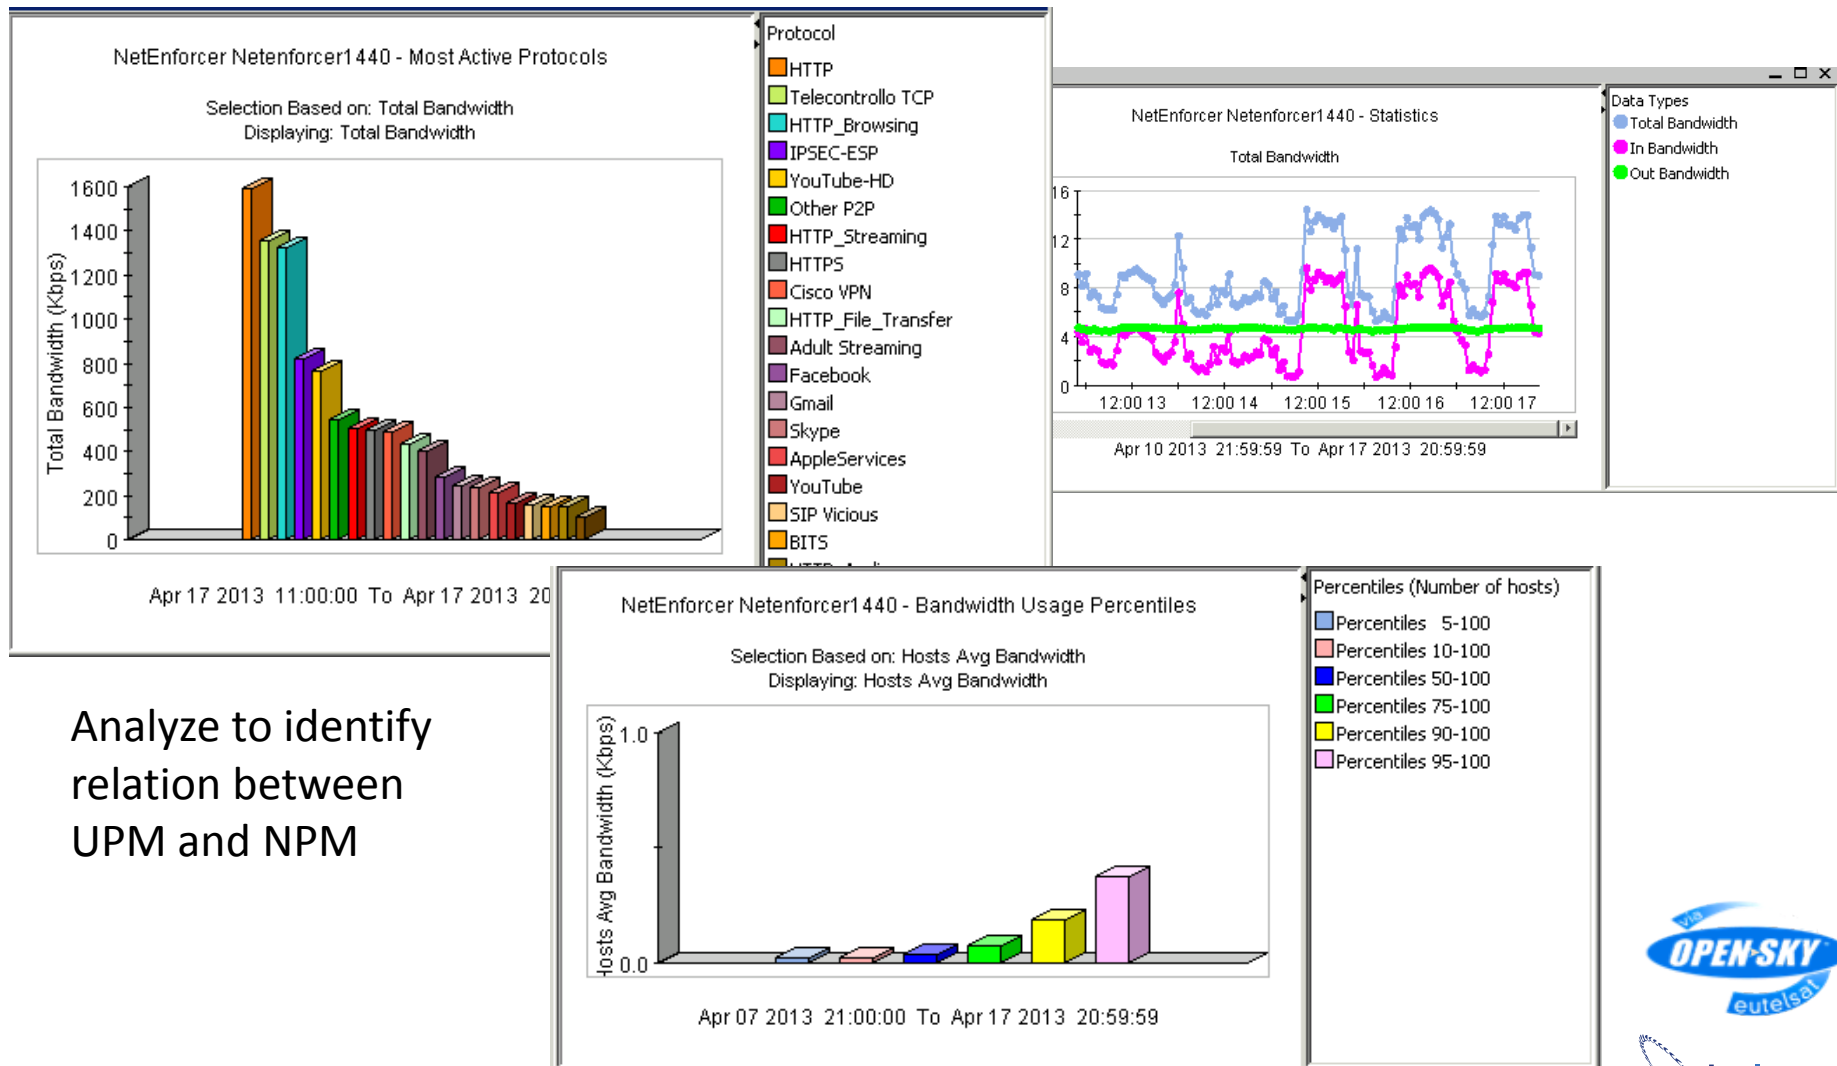 NetEnforcer Netenforcer1440 - Most Active Protocols
Selection Based on: Total Bandwidth
Displaying: Total Bandwidth
Total Bandwidth (Kbps)
1600
1400
1200
1000
800
600
400
200
0
Apr 17 2013 11:00:00 To Apr 17 2013 20
Protocol
HTTP
Telecontrollo TCP
HTTP_Browsing
IPSEC-ESP
YouTube-HD
Other P2P
HTTP_Streaming
HTTPS
Cisco VPN
HTTP_File_Transfer
Adult Streaming
Facebook
Gmail
Skype
AppleServices
YouTube
SIP Vicious
BITS
NetEnforcer Netenforcer1440 - Statistics
Total Bandwidth
16
12
8
4
0
12:00 13 12:00 14 12:00 15 12:00 16 12:00 17
Apr 10 2013 21:59:59 To Apr 17 2013 20:59:59
Data Types
Total Bandwidth
In Bandwidth
Out Bandwidth
NetEnforcer Netenforcer1440 - Bandwidth Usage Percentiles
Selection Based on: Hosts Avg Bandwidth
Displaying: Hosts Avg Bandwidth
Hosts Avg Bandwidth (Kbps)
1.0
0.0
Apr 07 2013 21:00:00 To Apr 17 2013 20:59:59
Percentiles (Number of hosts)
Percentiles 5-100
Percentiles 10-100
Percentiles 50-100
Percentiles 75-100
Percentiles 90-100
Percentiles 95-100
Analyze to identify
relation between
UPM and NPM
via
OPEN-SKY
eutelsat